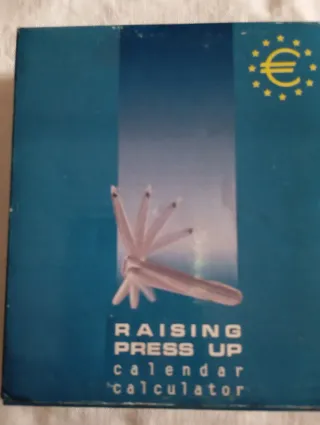 €
RAISING
PRESS UP
calendar
calculator